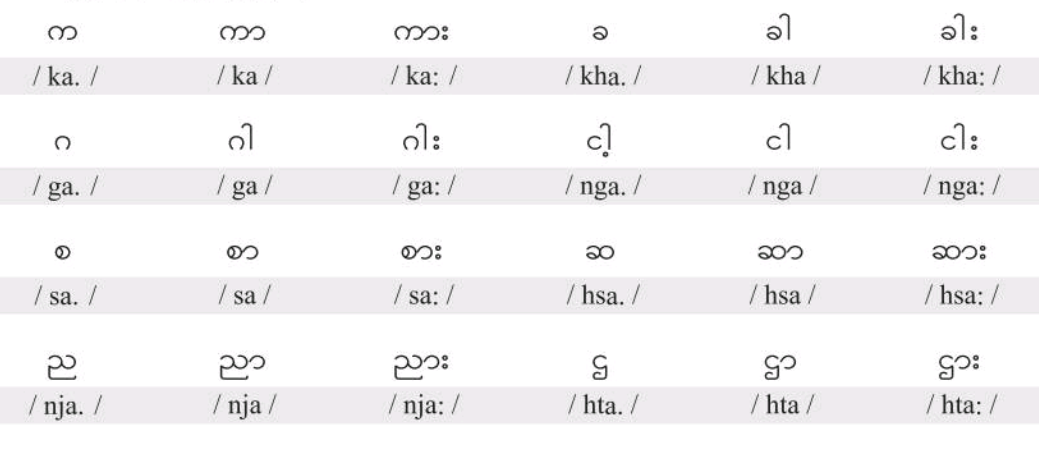 က ကာ ကား ခ ခါ ခါး
/ ka. / / ka / / ka: / / kha. / / kha / / kha: /
ဂ ဂါ ဂါး ငါ့ ငါ ငါး
/ ga. / / ga / / ga: / / nga. / / nga / / nga: /
စ စာ စား ဆ ဆာ ဆား
/ sa. / / sa / / sa: / / hsa. / / hsa / / hsa: /
ည ညာ ညား ဌ ဌာ ဌား
/ nja. / / nja / / nja: / / hta. / / hta / / hta: /